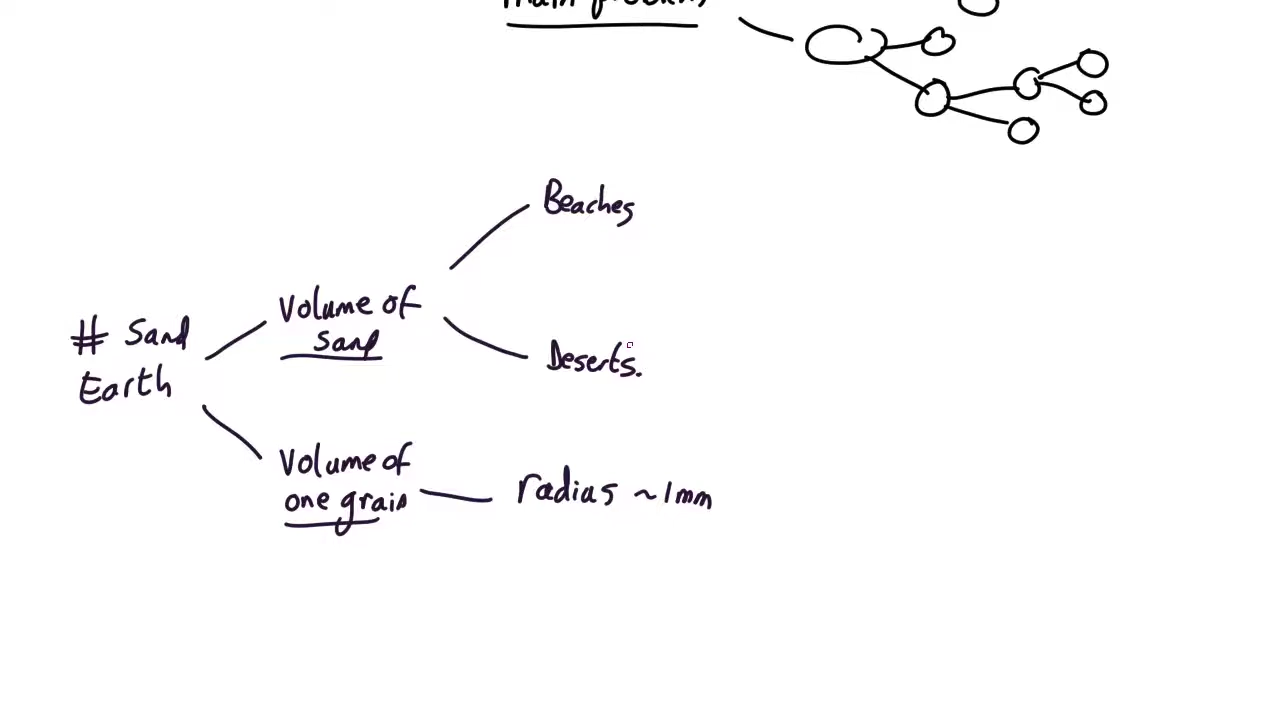 Beaches
Volume of
sand
# Sand
Earth
Deserts.
Volume of
one grain
radius ~1mm